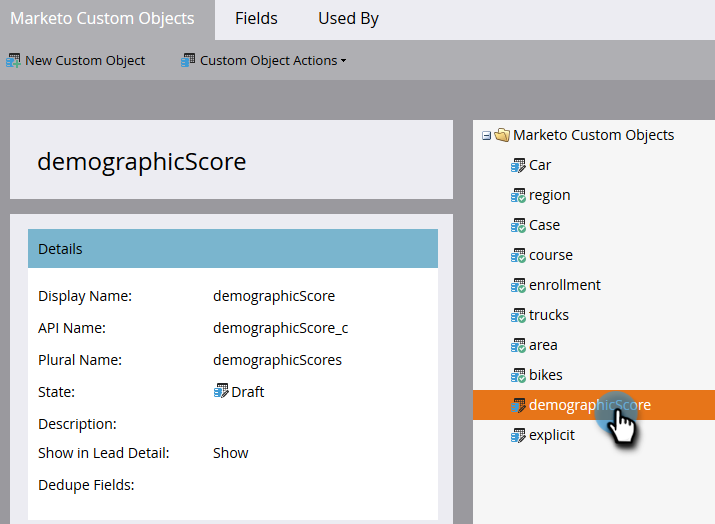 Marketo Custom Objects Fields Used By
New Custom Object Custom Object Actions
demographicScore
Details
Display Name: demographicScore
API Name: demographicScore_c
Plural Name: demographicScores
State: Draft
Description:
Show in Lead Detail: Show
Dedupe Fields:
Marketo Custom Objects
Car
region
Case
course
enrollment
trucks
area
bikes
demographicScore
explicit